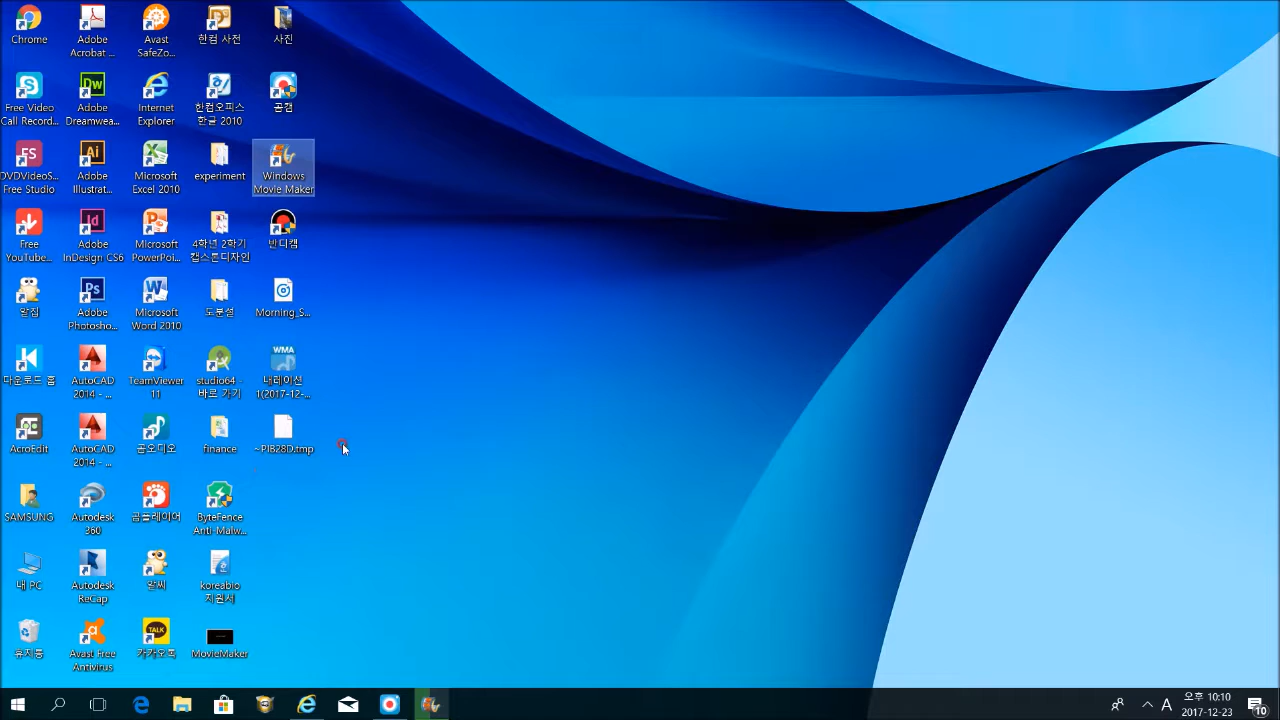 Chrome
Adobe
Acrobat ...
Avast
SafeZo...
한컴 사전
사진
Free Video
Call Record...
Adobe
Dreamwea...
Internet
Explorer
한컴오피스
한글 2010
곰캠
DVDVideoS...
Free Studio
Adobe
Illustrat...
Microsoft
Excel 2010
experiment
Windows
Movie Maker
Free
YouTube...
Adobe
InDesign CS6
Microsoft
PowerPoi...
4학년 2학기
캡스톤디자인
반디캠
알집
Adobe
Photosho...
Microsoft
Word 2010
도분설
Morning_S...
다운로드 홈
AutoCAD
2014 - ...
TeamViewer
11
studio64 -
바로 가기
WMA
내레이션
1(2017-12-...
AcroEdit
AutoCAD
2014 - ...
곰오디오
finance
~PIB28D.tmp
SAMSUNG
Autodesk
360
곰플레이어
ByteFence
Anti-Malw...
내 PC
Autodesk
ReCap
알씨
koreabio
지원서
휴지통
Avast Free
Antivirus
TALK
카카오톡
MovieMaker
A
오후 10:10
2017-12-23
10